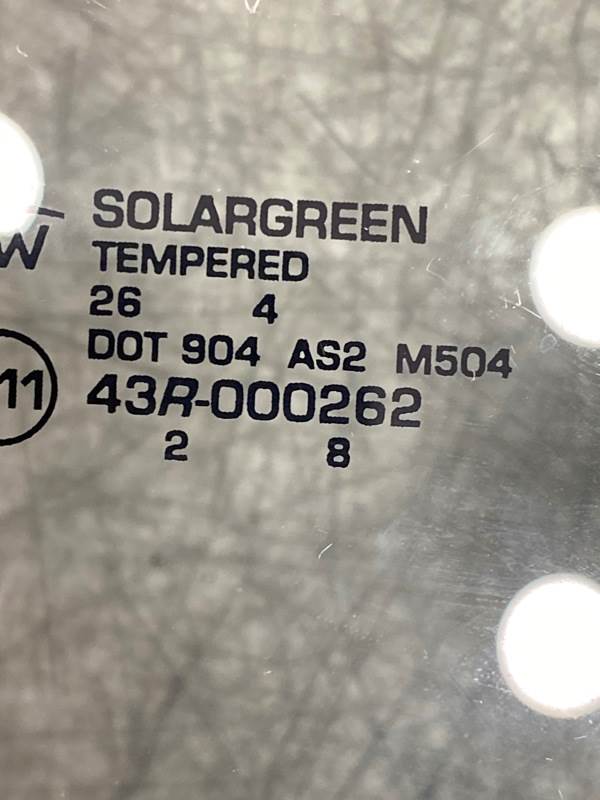 SOLARGREEN
W TEMPERED
26 4
DOT 904 AS2 M504
11 43R-000262
2 8